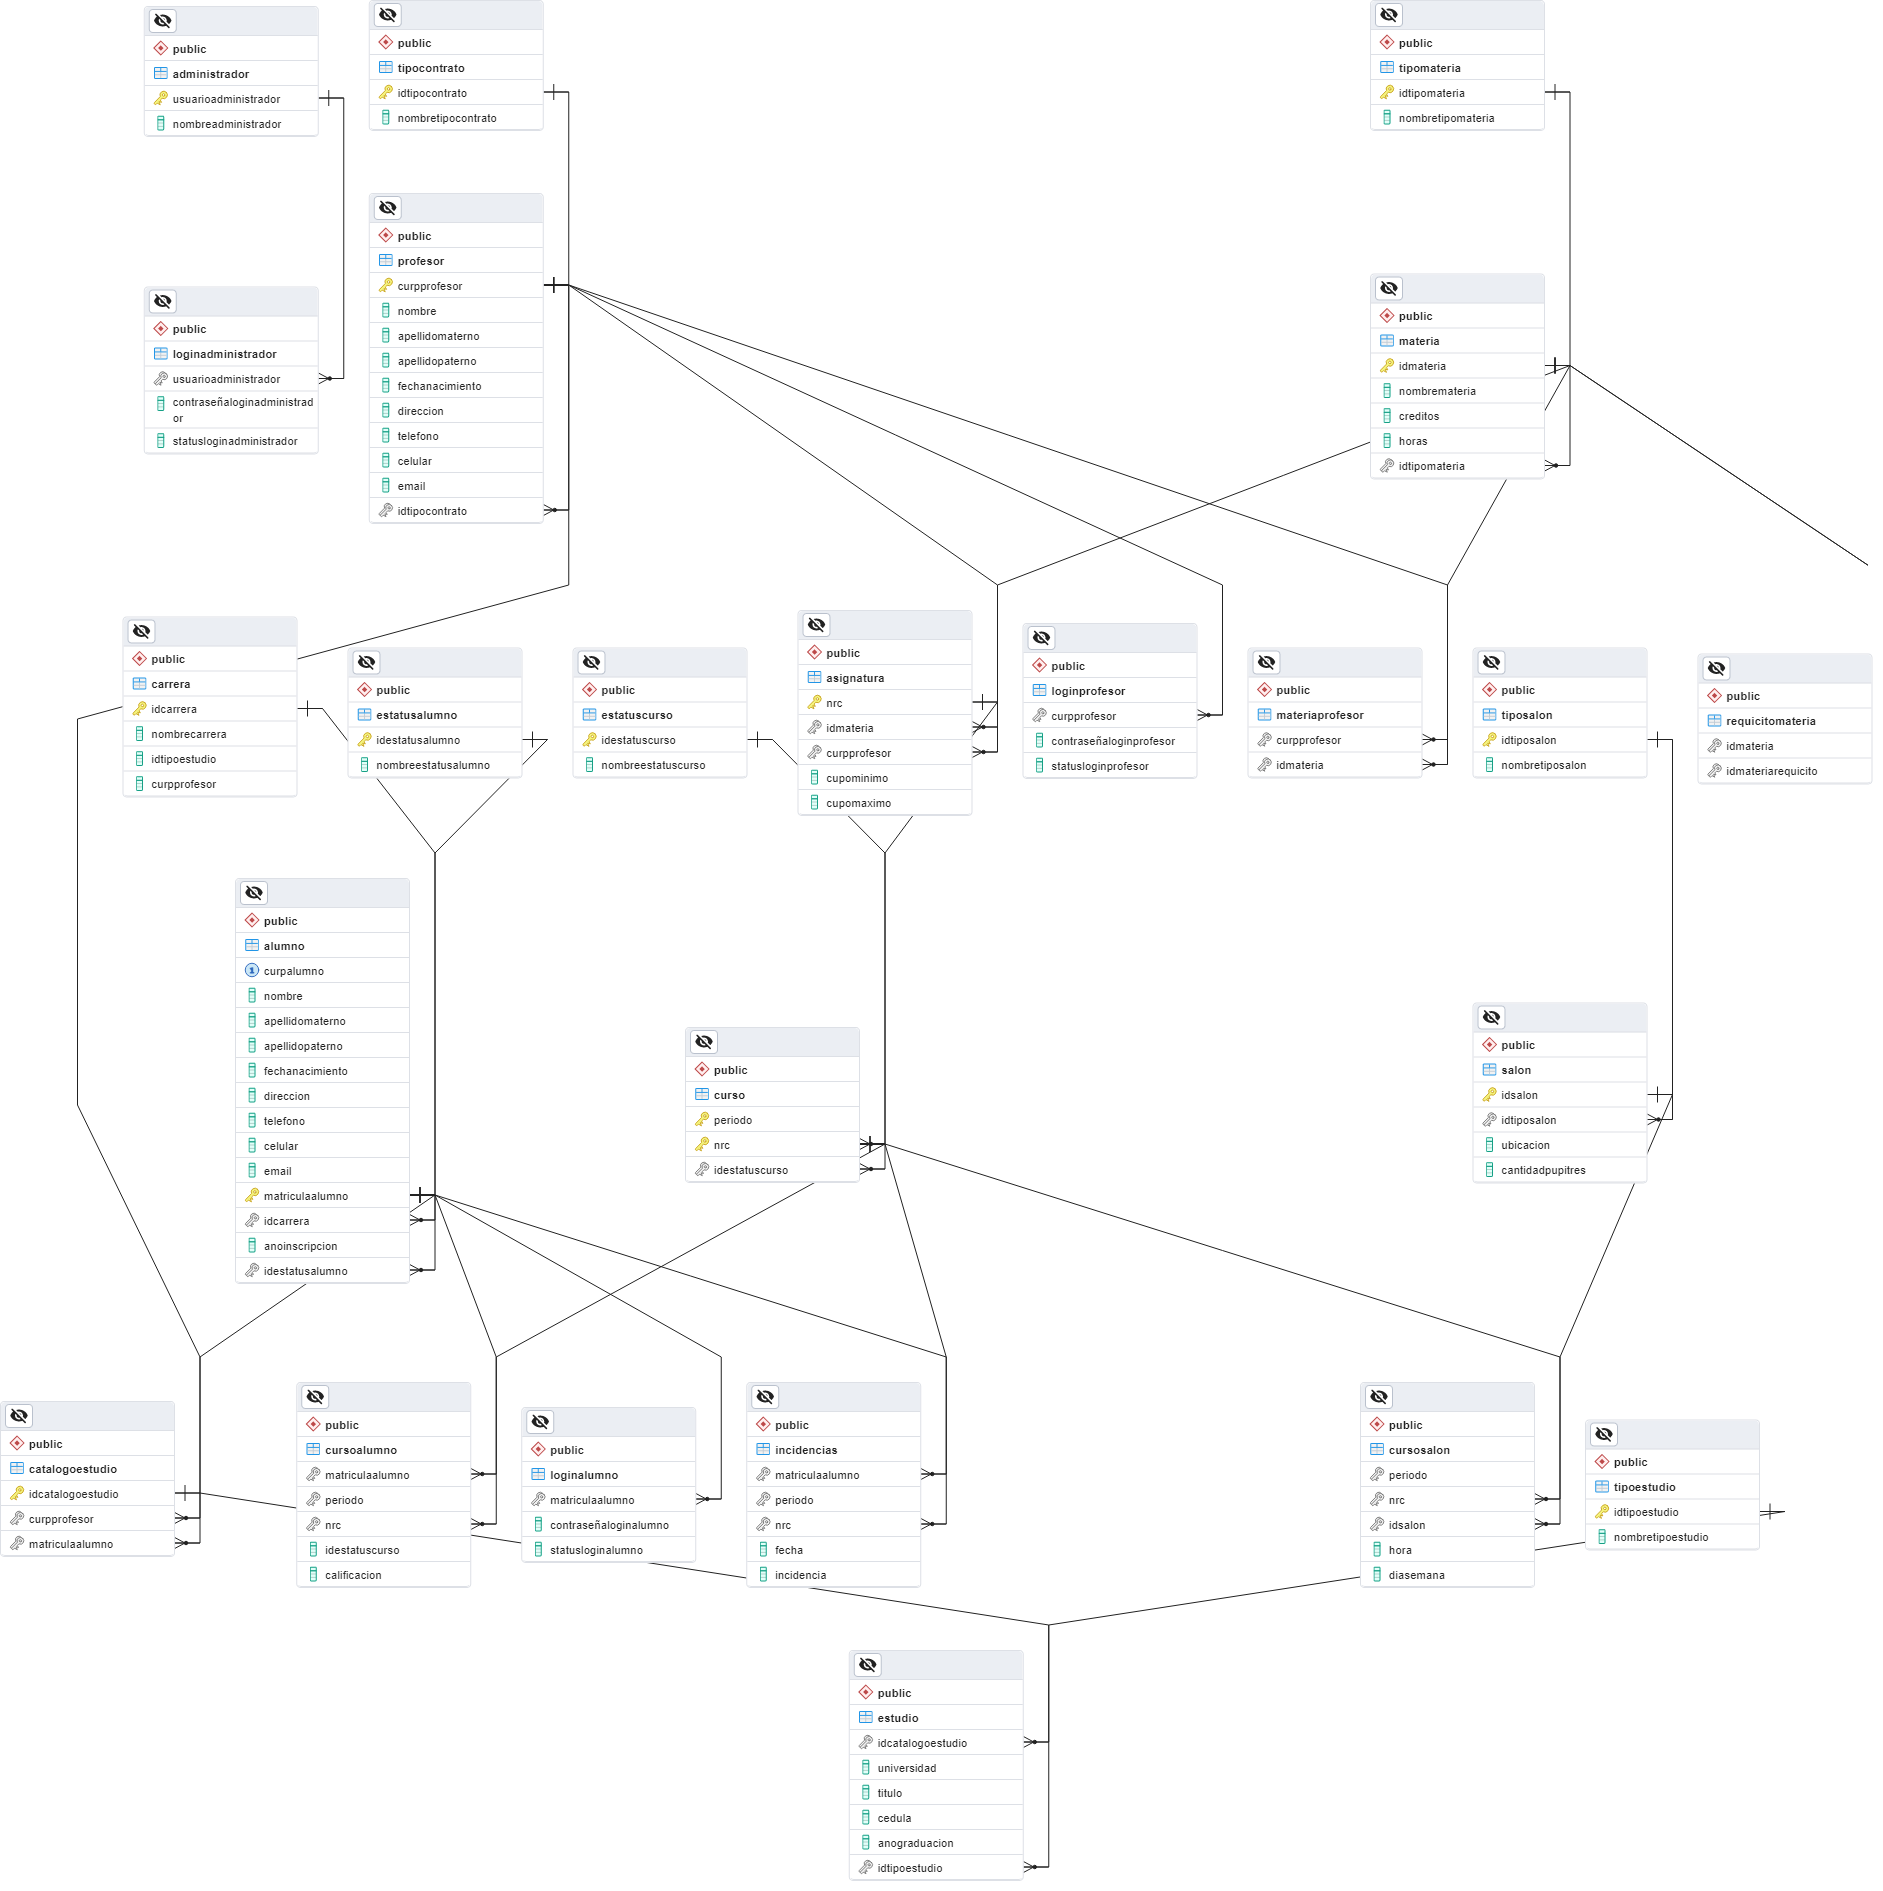 public
administrador
usuarioadministrador
nombreadministrador
public
tipocontrato
idtipocontrato
nombretipocontrato
public
tipomateria
idtipomateria
nombretipomateria
public
profesor
curpprofesor
nombre
apellidomaterno
apellidopaterno
fechanacimiento
direccion
telefono
celular
email
idtipocontrato
public
loginadministrador
usuarioadministrador
contraseñaloginadministrad
or
statusloginadministrador
public
materia
idmateria
nombremateria
creditos
horas
idtipomateria
public
carrera
idcarrera
nombrecarrera
idtipoestudio
curpprofesor
public
estatusalumno
idestatusalumno
nombreestatusalumno
public
estatuscurso
idestatuscurso
nombreestatuscurso
public
asignatura
nrc
idmateria
curpprofesor
cupominimo
cupomaximo
public
loginprofesor
curpprofesor
contraseñaloginprofesor
statusloginprofesor
public
materiaprofesor
curpprofesor
idmateria
public
tiposalon
idtiposalon
nombretiposalon
public
requicitomateria
idmateria
idmateriarequicito
public
alumno
1
curpalumno
nombre
apellidomaterno
apellidopaterno
fechanacimiento
direccion
telefono
celular
email
matriculaalumno
idcarrera
anoinscripcion
idestatusalumno
public
curso
periodo
nrc
idestatuscurso
public
salon
idsalon
idtiposalon
ubicacion
cantidadpupitres
public
catalogoestudio
idcatalogoestudio
curpprofesor
matriculaalumno
public
cursoalumno
matriculaalumno
periodo
nrc
idestatuscurso
calificacion
public
loginalumno
matriculaalumno
contraseñaloginalumno
statusloginalumno
public
incidencias
matriculaalumno
periodo
nrc
fecha
incidencia
public
cursosalon
periodo
nrc
idsalon
hora
diasemana
public
tipoestudio
idtipoestudio
nombretipoestudio
public
estudio
idcatalogoestudio
universidad
titulo
cedula
anograduacion
idtipoestudio